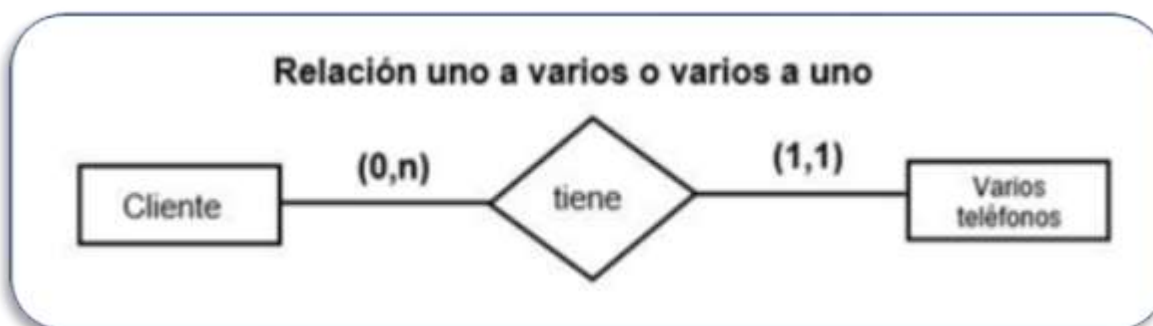 Relación uno a varios o varios a uno
(0,n)
(1,1)
Cliente
tiene
Varios
teléfonos